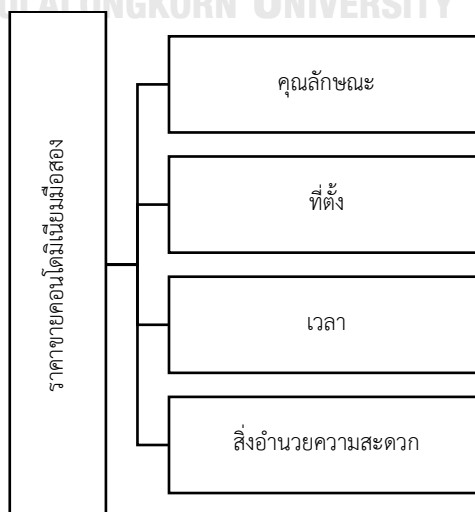 CHULALONGKORN UNIVERSITY
ราคาขายคอนโดมิเนียมมือสอง
คุณลักษณะ
ที่ตั้ง
เวลา
สิ่งอำนวยความสะดวก